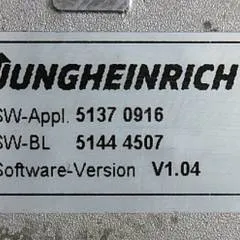 JUNGHEINRICH
SW-Appl. 5137 0916
SW-BL 5144 4507
Software-Version V1.04